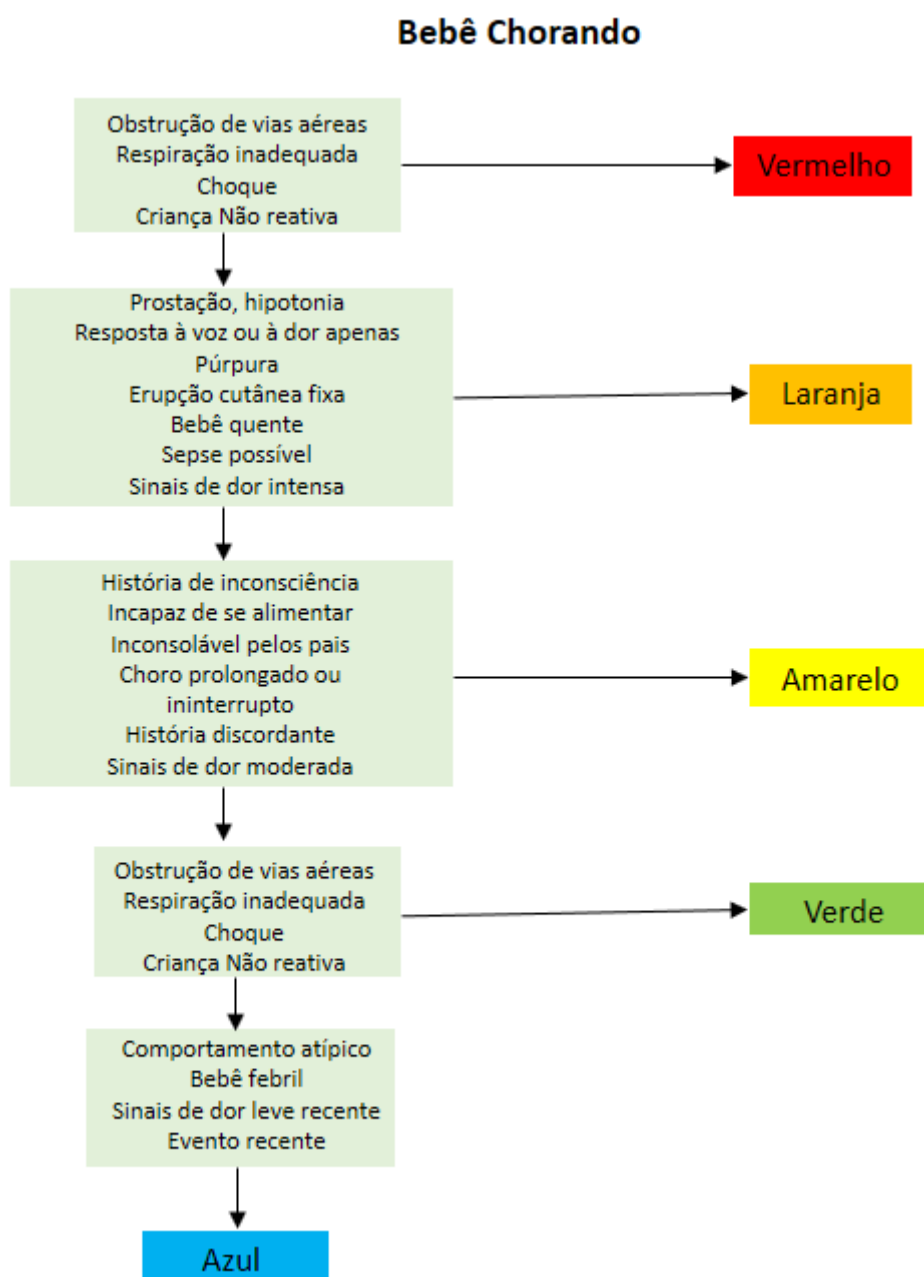 Bebê Chorando
Obstrução de vias aéreas
Respiração inadequada
Choque
Criança Não reativa
Vermelho
Prostação, hipotonia
Resposta à voz ou à dor apenas
Púrpura
Erupção cutânea fixa
Bebê quente
Sepse possível
Sinais de dor intensa
Laranja
História de inconsciência
Incapaz de se alimentar
Inconsolável pelos pais
Choro prolongado ou
ininterrupto
História discordante
Sinais de dor moderada
Amarelo
Obstrução de vias aéreas
Respiração inadequada
Choque
Criança Não reativa
Verde
Comportamento atípico
Bebê febril
Sinais de dor leve recente
Evento recente
Azul